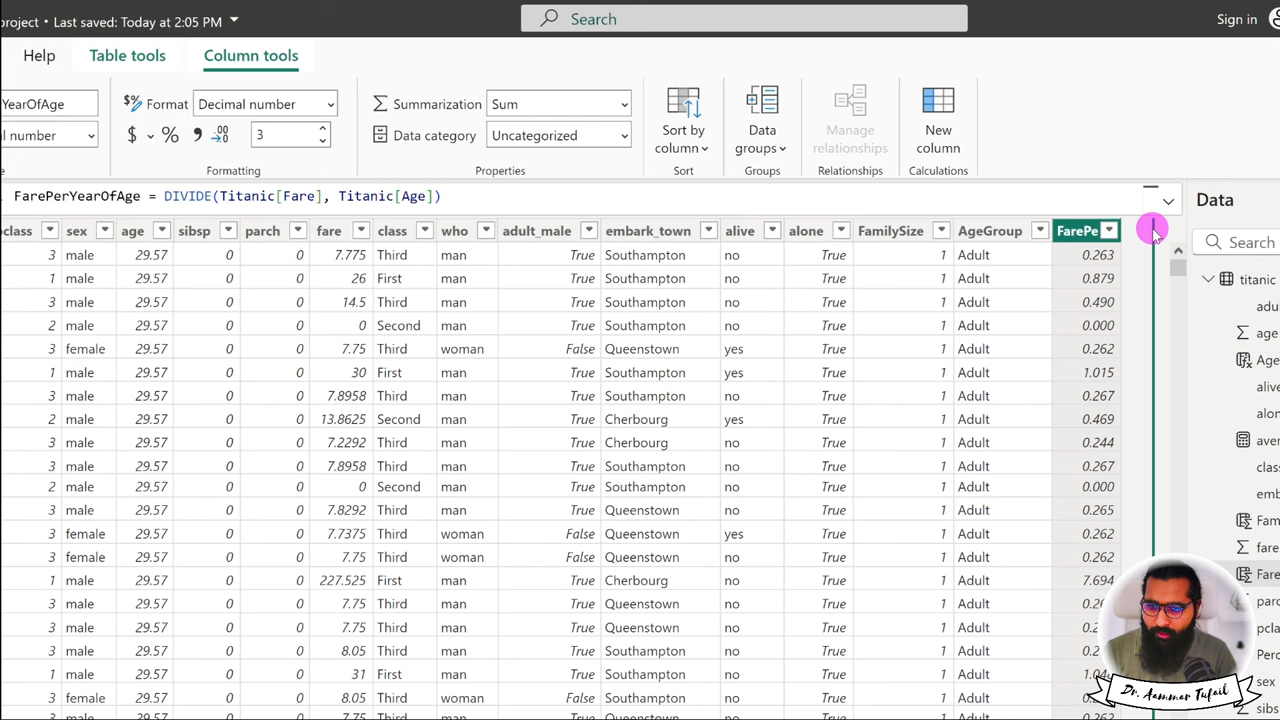 project • Last saved: Today at 2:05 PM Search Sign in
Help Table tools Column tools
YearOfAge Format Decimal number Summarization Sum Sort by column Data groups Manage relationships New column
number $ % 3 Data category Uncategorized
Formatting Properties Sort Groups Relationships Calculations
FarePerYearOfAge = DIVIDE(Titanic[Fare], Titanic[Age])
Data
pclass sex age sibsp parch fare class who adult_male embark_town alive alone FamilySize AgeGroup FarePe
Search
3 male 29.57 0 0 7.775 Third man True Southampton no True 1 Adult 0.263
1 male 29.57 0 0 26 First man True Southampton no True 1 Adult 0.879
titanic
3 male 29.57 0 0 14.5 Third man True Southampton no True 1 Adult 0.490
adu
2 male 29.57 0 0 0 Second man True Southampton no True 1 Adult 0.000
age
3 female 29.57 0 0 7.75 Third woman False Queenstown yes True 1 Adult 0.262
Age
1 male 29.57 0 0 30 First man True Southampton yes True 1 Adult 1.015
alive
3 male 29.57 0 0 7.8958 Third man True Southampton no True 1 Adult 0.267
alon
2 male 29.57 0 0 13.8625 Second man True Cherbourg yes True 1 Adult 0.469
aver
3 male 29.57 0 0 7.2292 Third man True Cherbourg no True 1 Adult 0.244
class
3 male 29.57 0 0 7.8958 Third man True Southampton no True 1 Adult 0.267
2 male 29.57 0 0 0 Second man True Southampton no True 1 Adult 0.000
emb
3 male 29.57 0 0 7.8292 Third man True Queenstown no True 1 Adult 0.265
Fam
3 female 29.57 0 0 7.7375 Third woman False Queenstown yes True 1 Adult 0.262
fare
3 female 29.57 0 0 7.75 Third woman False Queenstown no True 1 Adult 0.262
Fare
1 male 29.57 0 0 227.525 First man True Cherbourg no True 1 Adult 7.694
3 male 29.57 0 0 7.75 Third man True Queenstown no True 1 Adult
parc
3 male 29.57 0 0 7.75 Third man True Queenstown no True 1 Adult
pcla
3 male 29.57 0 0 8.05 Third man True Southampton no True 1 Adult
Perc
1 male 29.57 0 0 31 First man True Southampton no True 1 Adult
sex
3 female 29.57 0 0 8.05 Third woman False Southampton no True 1 Adult
sibs
Dr. Aammar Tufail